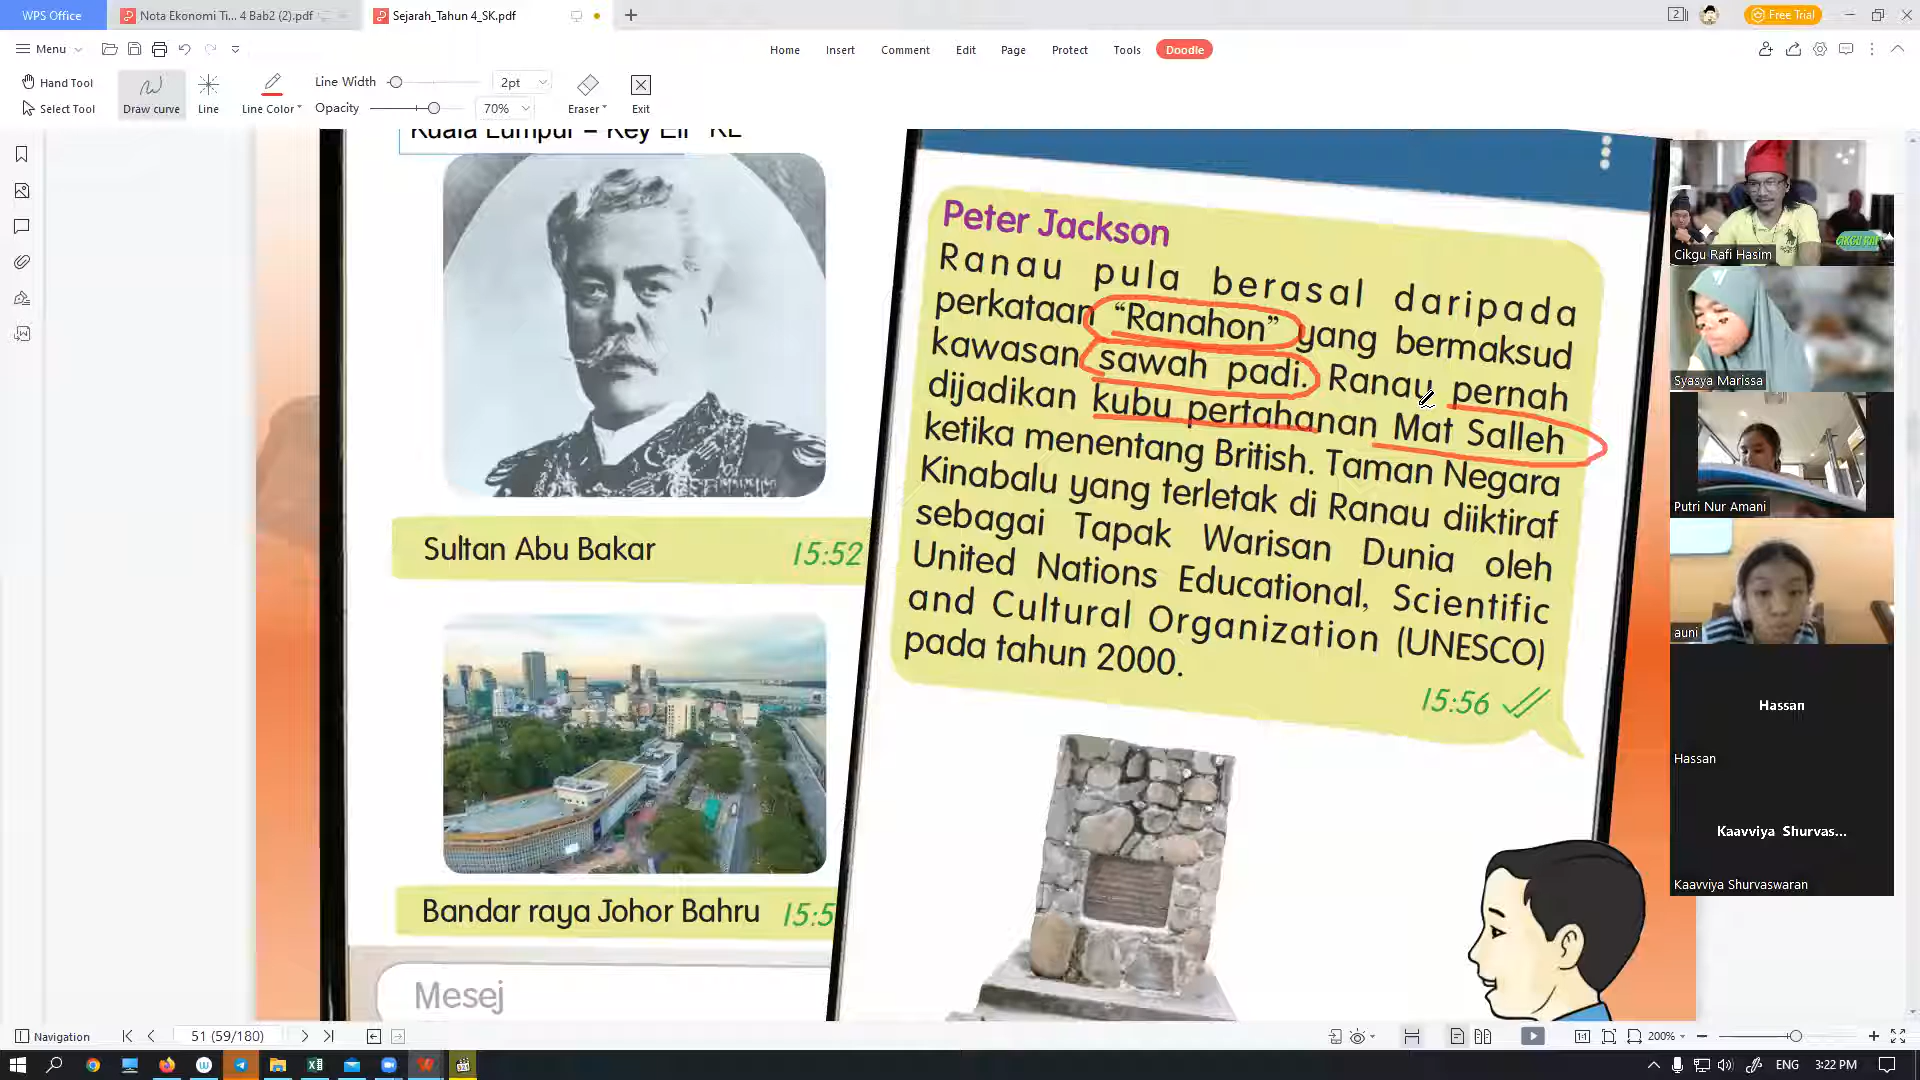 WPS Office
Nota Ekonomi Ti... 4 Bab2 (2).pdf
Sejarah_Tahun 4_SK.pdf
2
Free Trial
Menu
Home
Insert
Comment
Edit
Page
Protect
Tools
Doodle
Hand Tool
Select Tool
Draw curve
Line
Line Color
Line Width
2pt
Opacity
70%
Eraser
Exit
Sultan Abu Bakar 15:52
Bandar raya Johor Bahru 15:5
Mesej
Peter Jackson
Ranau pula berasal daripada
perkataan “Ranahon” yang bermaksud
kawasan sawah padi. Ranau pernah
dijadikan kubu pertahanan Mat Salleh
ketika menentang British. Taman Negara
Kinabalu yang terletak di Ranau diiktiraf
sebagai Tapak Warisan Dunia oleh
United Nations Educational, Scientific
and Cultural Organization (UNESCO)
pada tahun 2000.
15:56
Cikgu Rafi Hasim
Syasya Marissa
Putri Nur Amani
auni
Hassan
Hassan
Kaavviya Shurvas...
Kaavviya Shurvaswaran
Navigation
51 (59/180)
200%
ENG
3:22 PM